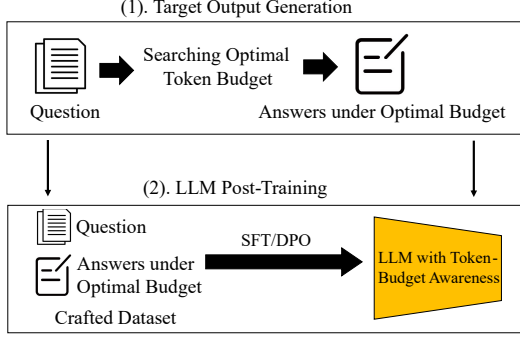 (1). Target Output Generation
Searching Optimal
Token Budget
Question
Answers under Optimal Budget
(2). LLM Post-Training
Question
Answers under
Optimal Budget
Crafted Dataset
SFT/DPO
LLM with Token-
Budget Awareness